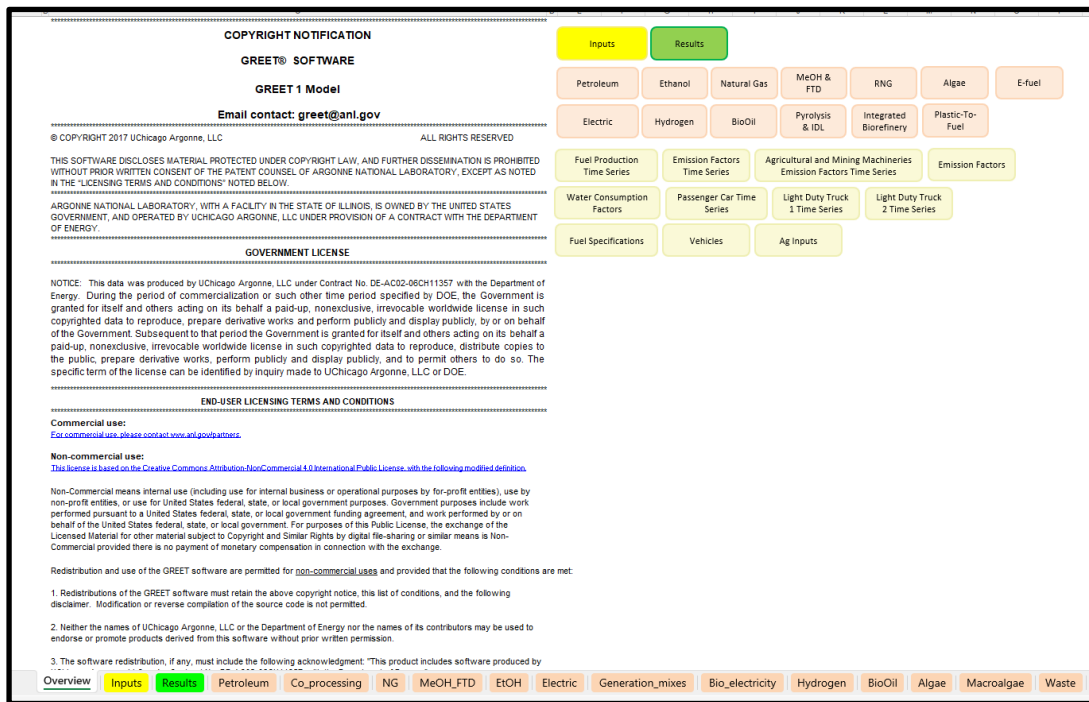 COPYRIGHT NOTIFICATION
GREET® SOFTWARE
GREET 1 Model
Email contact: greet@anl.gov
© COPYRIGHT 2017 UChicago Argonne, LLC ALL RIGHTS RESERVED
THIS SOFTWARE DISCLOSES MATERIAL PROTECTED UNDER COPYRIGHT LAW, AND FURTHER DISSEMINATION IS PROHIBITED
WITHOUT PRIOR WRITTEN CONSENT OF THE PATENT COUNSEL OF ARGONNE NATIONAL LABORATORY, EXCEPT AS NOTED
IN THE "LICENSING TERMS AND CONDITIONS" NOTED BELOW.
ARGONNE NATIONAL LABORATORY, WITH A FACILITY IN THE STATE OF ILLINOIS, IS OWNED BY THE UNITED STATES
GOVERNMENT, AND OPERATED BY UCHICAGO ARGONNE, LLC UNDER PROVISION OF A CONTRACT WITH THE DEPARTMENT
OF ENERGY.
GOVERNMENT LICENSE
NOTICE: This data was produced by UChicago Argonne, LLC under Contract No. DE-AC02-06CH11357 with the Department of
Energy. During the period of commercialization or such other time period specified by DOE, the Government is
granted for itself and others acting on its behalf a paid-up, nonexclusive, irrevocable worldwide license in such
copyrighted data to reproduce, prepare derivative works and perform publicly and display publicly, by or on behalf
of the Government. Subsequent to that period the Government is granted for itself and others acting on its behalf a
paid-up, nonexclusive, irrevocable worldwide license in such copyrighted data to reproduce, distribute copies to
the public, prepare derivative works, perform publicly and display publicly, and to permit others to do so. The
specific term of the license can be identified by inquiry made to UChicago Argonne, LLC or DOE.
END-USER LICENSING TERMS AND CONDITIONS
Commercial use:
For commercial use, please contact www.anl.gov/partners.
Non-commercial use:
This license is based on the Creative Commons Attribution-NonCommercial 4.0 International Public License, with the following modified definition.
Non-Commercial means internal use (including use for internal business or operational purposes by for-profit entities), use by
non-profit entities, or use for United States federal, state, or local government purposes. Government purposes include work
performed pursuant to a United States federal, state, or local government funding agreement, and work performed by or on
behalf of the United States federal, state, or local government. For purposes of this Public License, the exchange of the
Licensed Material for other material subject to Copyright and Similar Rights by digital file-sharing or similar means is Non-
Commercial provided there is no payment of monetary compensation in connection with the exchange.
Redistribution and use of the GREET software are permitted for non-commercial uses and provided that the following conditions are met:
1. Redistributions of the GREET software must retain the above copyright notice, this list of conditions, and the following
disclaimer. Modification or reverse compilation of the source code is not permitted.
2. Neither the names of UChicago Argonne, LLC or the Department of Energy nor the names of its contributors may be used to
endorse or promote products derived from this software without prior written permission.
3. The software redistribution, if any, must include the following acknowledgment: "This product includes software produced by
Inputs Results
Petroleum Ethanol Natural Gas MeOH & FTD RNG Algae E-fuel
Electric Hydrogen BioOil Pyrolysis & IDL Integrated Biorefinery Plastic-To-Fuel
Fuel Production Time Series Emission Factors Time Series Agricultural and Mining Machineries Emission Factors Time Series Emission Factors
Water Consumption Factors Passenger Car Time Series Light Duty Truck 1 Time Series Light Duty Truck 2 Time Series
Fuel Specifications Vehicles Ag Inputs
Overview Inputs Results Petroleum Co_processing NG MeOH_FTD EtOH Electric Generation_mixes Bio_electricity Hydrogen BioOil Algae Macroalgae Waste